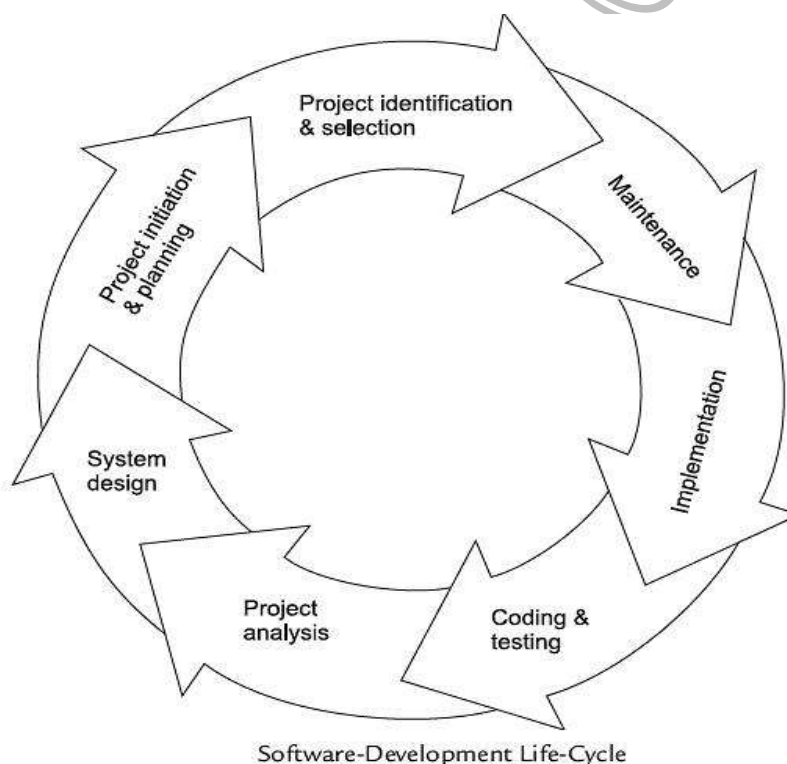 Project identification
& selection
Maintenance
Implementation
Coding &
testing
Project
analysis
System
design
Project initiation
& planning
Software-Development Life-Cycle